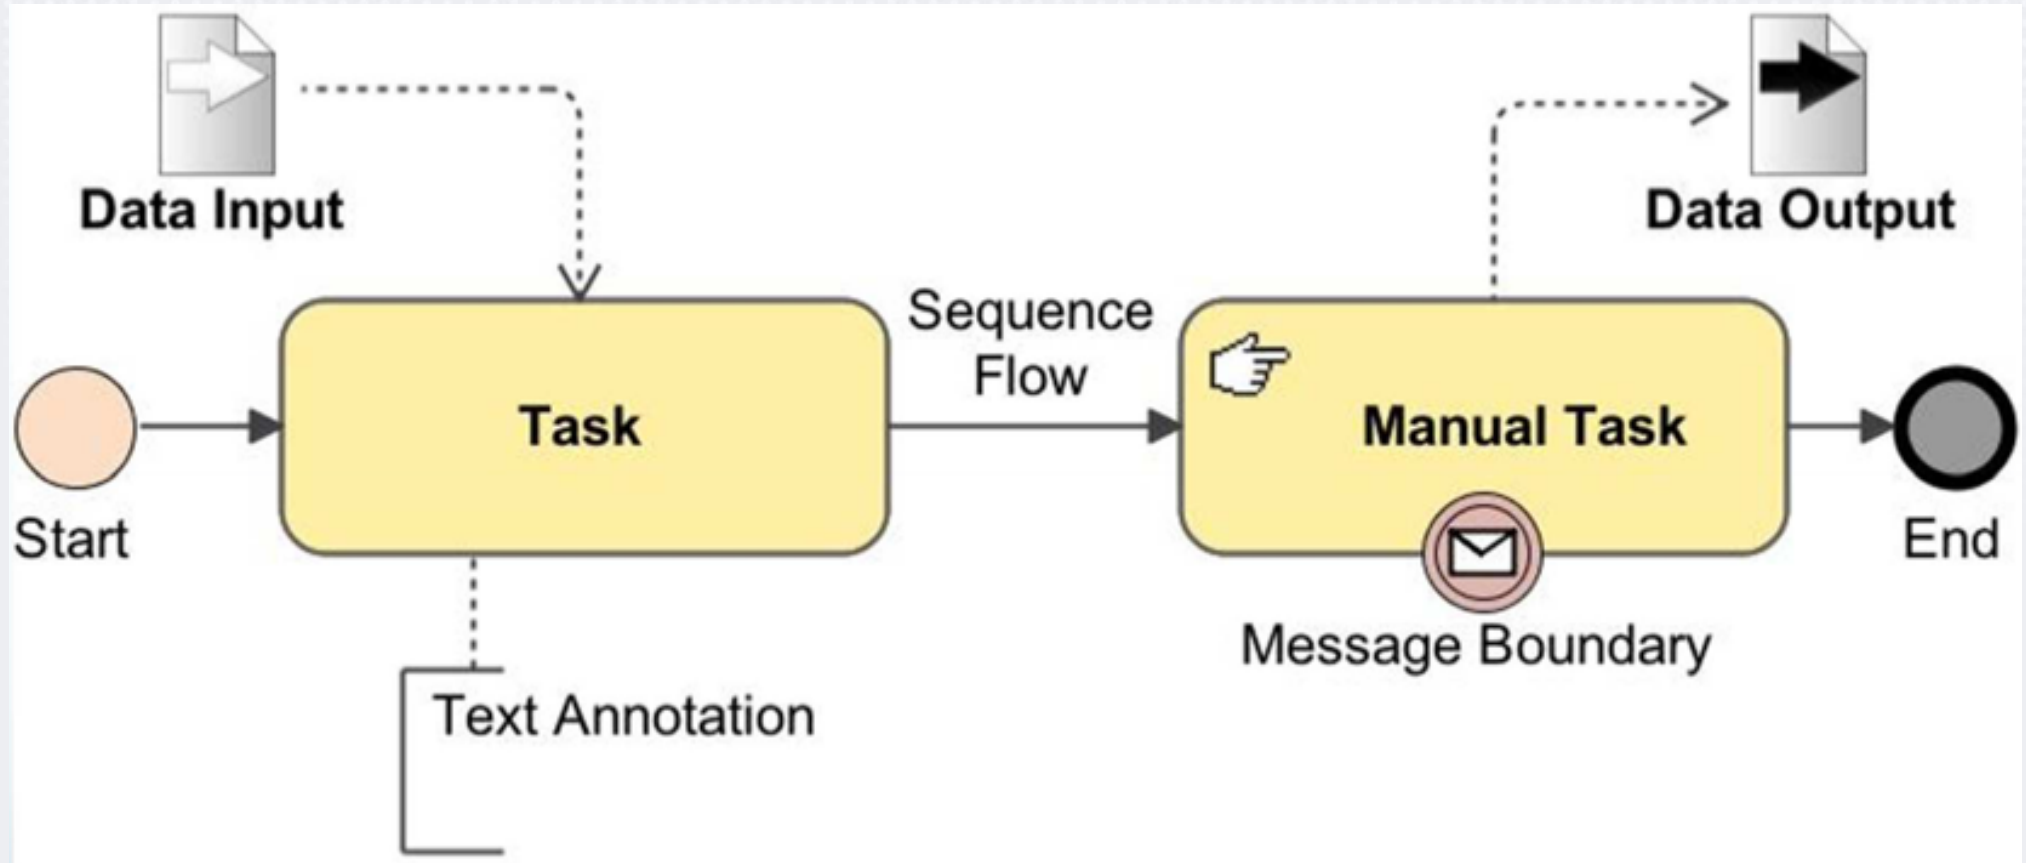 Data Input
Data Output
Sequence
Flow
Task
Manual Task
Start
End
Message Boundary
Text Annotation